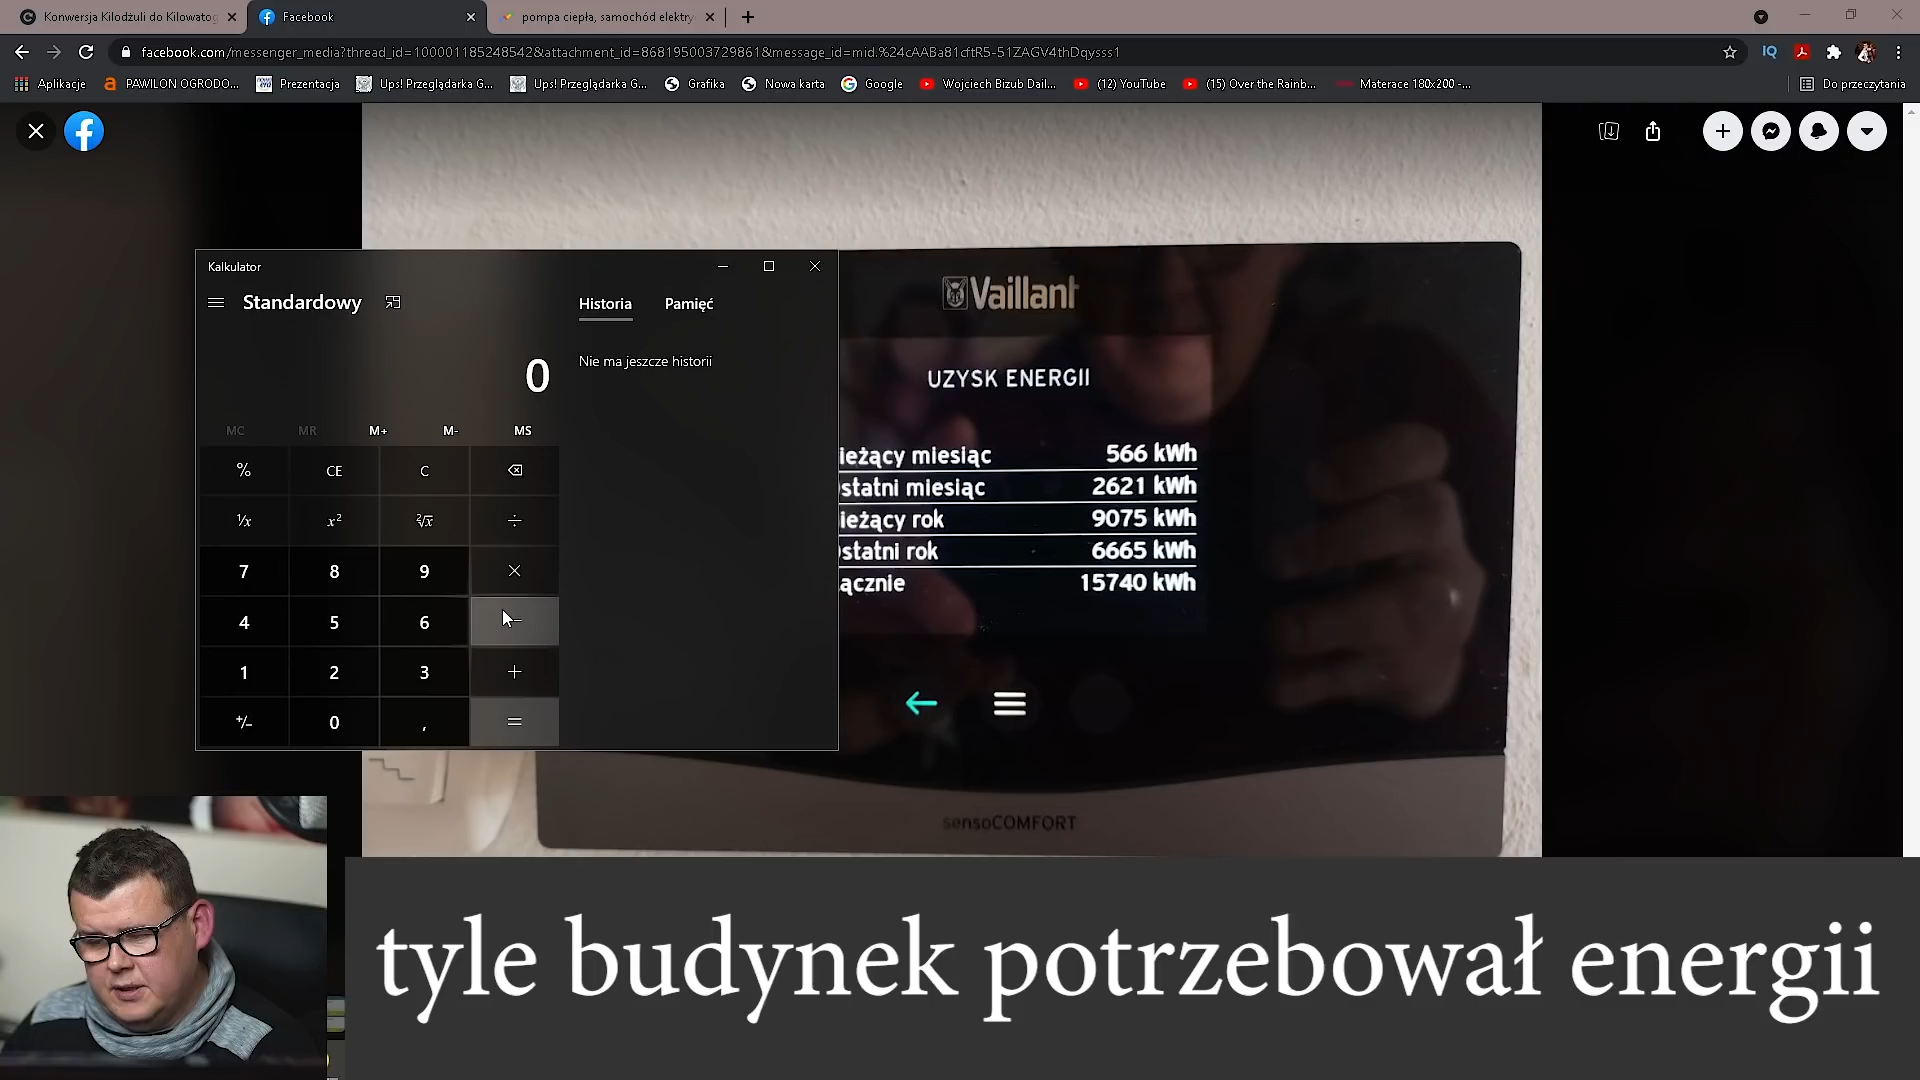 Konwersja Kilodżuli do Kilowatog
Facebook
pompa ciepła, samochód elektry
facebook.com/messenger_media?thread_id=100001185248542&attachment_id=868195003729861&message_id=mid.%24cAABa81cftR5-51ZAGV4thDqysss1
IQ
Aplikacje
PAWILON OGRODO...
Prezentacja
Ups! Przeglądarka G...
Ups! Przeglądarka G...
Grafika
Nowa karta
Google
Wojciech Bizub Dail...
(12) YouTube
(15) Over the Rainb...
Materace 180x200 -...
Do przeczytania
Kalkulator
Standardowy
Historia Pamięć
0
Nie ma jeszcze historii
MC MR M+ M- MS
% CE C
¹/x x² ²√x ÷
7 8 9 ×
4 5 6 −
1 2 3 +
+/- 0 , =
Vaillant
UZYSK ENERGII
ieżący miesiąc 566 kWh
statni miesiąc 2621 kWh
ieżący rok 9075 kWh
statni rok 6665 kWh
ącznie 15740 kWh
sensoCOMFORT
tyle budynek potrzebował energii